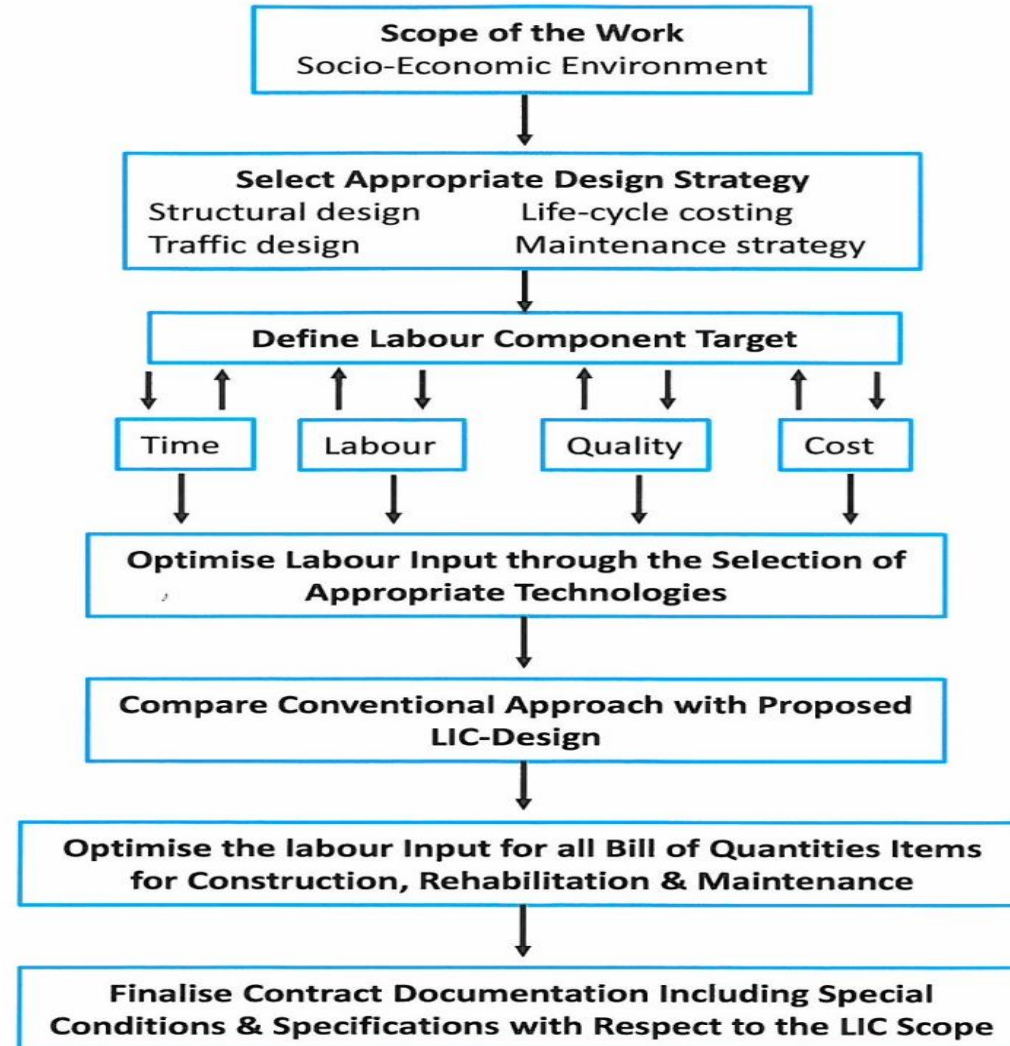 Scope of the Work
Socio-Economic Environment
Select Appropriate Design Strategy
Structural design Life-cycle costing
Traffic design Maintenance strategy
Define Labour Component Target
Time Labour Quality Cost
Optimise Labour Input through the Selection of
Appropriate Technologies
Compare Conventional Approach with Proposed
LIC-Design
Optimise the labour Input for all Bill of Quantities Items
for Construction, Rehabilitation & Maintenance
Finalise Contract Documentation Including Special
Conditions & Specifications with Respect to the LIC Scope